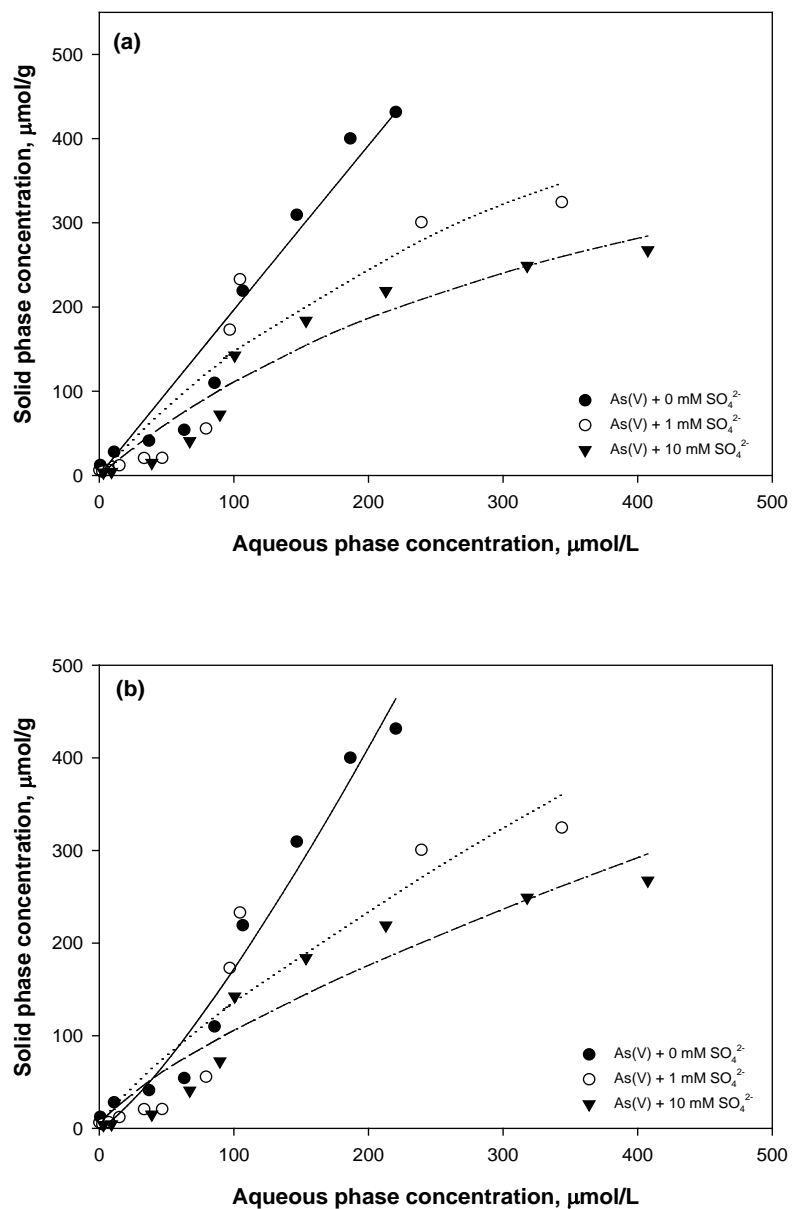 (a)
Solid phase concentration, μmol/g
500
400
300
200
100
0
As(V) + 0 mM SO₄²⁻
As(V) + 1 mM SO₄²⁻
As(V) + 10 mM SO₄²⁻
0 100 200 300 400 500
Aqueous phase concentration, μmol/L
(b)
Solid phase concentration, μmol/g
500
400
300
200
100
0
As(V) + 0 mM SO₄²⁻
As(V) + 1 mM SO₄²⁻
As(V) + 10 mM SO₄²⁻
0 100 200 300 400 500
Aqueous phase concentration, μmol/L